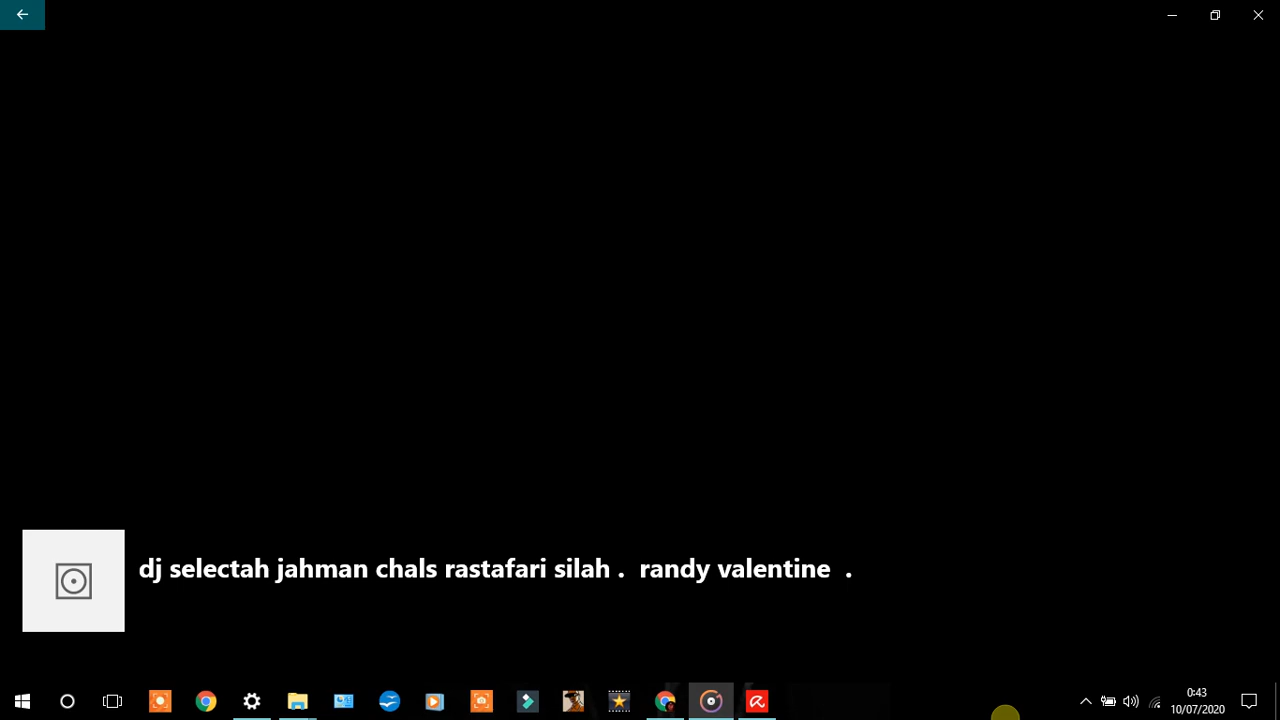 dj selectah jahman chals rastafari silah .  randy valentine  .
0:43
10/07/2020